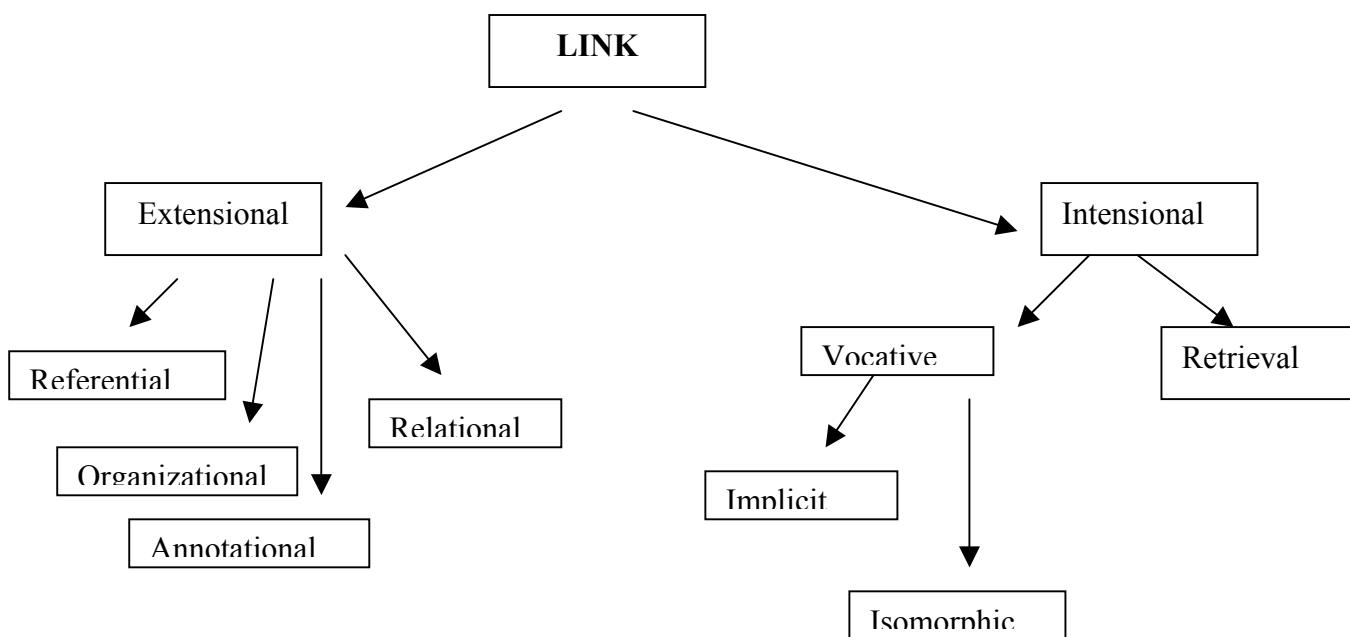 LINK
Extensional
Intensional
Referential
Organizational
Annotational
Relational
Vocative
Retrieval
Implicit
Isomorphic